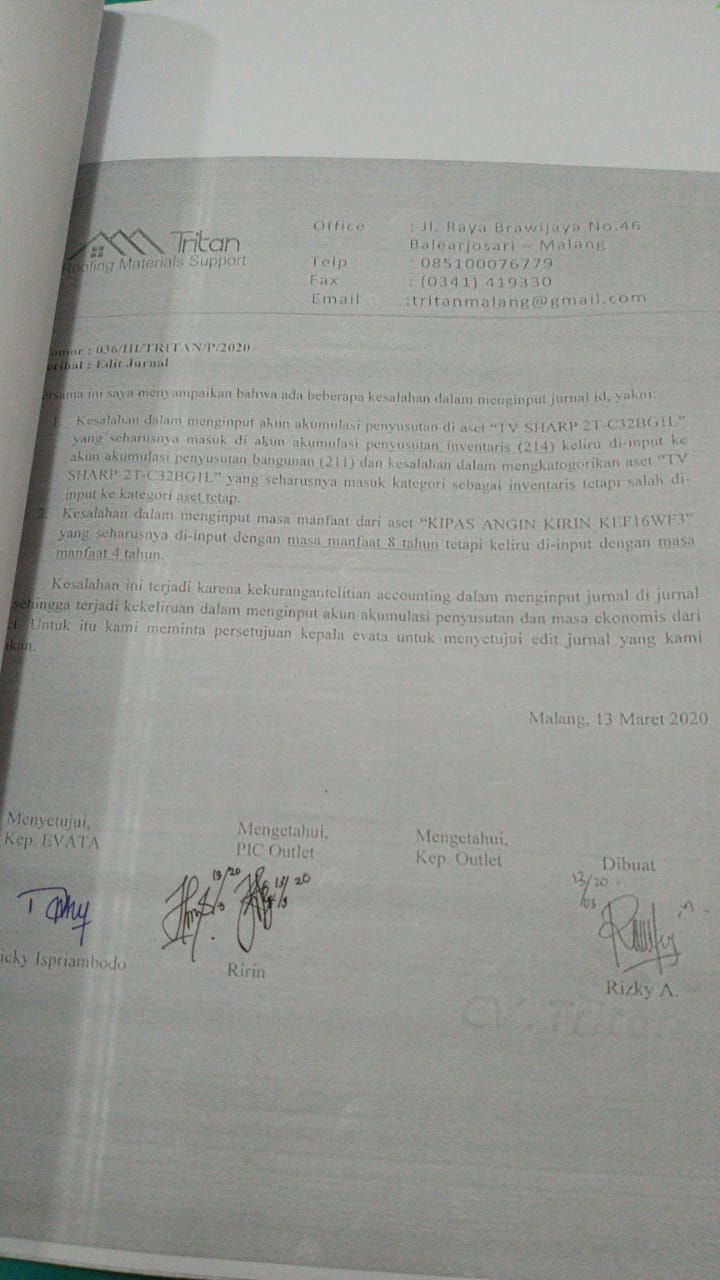 Tritan
Roofing Materials Support
Office : Jl. Raya Brawijaya No.46
Balearjosari – Malang
Telp : 085100076779
Fax : (0341) 419330
Email :tritanmalang@gmail.com
omor : 036/III/TRITAN/P/2020
erihal : Edit Jurnal
ersama ini saya menyampaikan bahwa ada beberapa kesalahan dalam menginput jurnal id, yakni:
1. Kesalahan dalam menginput akun akumulasi penyusutan di aset “TV SHARP 2T-C32BG1L”
yang seharusnya masuk di akun akumulasi penyusutan inventaris (214) keliru di-input ke
akun akumulasi penyusutan bangunan (211) dan kesalahan dalam mengkatogorikan aset “TV
SHARP 2T-C32BG1L” yang seharusnya masuk kategori sebagai inventaris tetapi salah di-
input ke kategori aset tetap.
2. Kesalahan dalam menginput masa manfaat dari aset “KIPAS ANGIN KIRIN KEF16WF3”
yang seharusnya di-input dengan masa manfaat 8 tahun tetapi keliru di-input dengan masa
manfaat 4 tahun.
Kesalahan ini terjadi karena kekurangantelitian accounting dalam menginput jurnal di jurnal
sehingga terjadi kekeliruan dalam menginput akun akumulasi penyusutan dan masa ekonomis dari
t. Untuk itu kami meminta persetujuan kepala evata untuk menyetujui edit jurnal yang kami
ikan.
Malang, 13 Maret 2020
Menyetujui,
Kep. EVATA
Mengetahui,
PIC Outlet
Mengetahui,
Kep. Outlet
Dibuat
13/20
/3
13/20
/3
13/20
/03
icky Ispriambodo
Ririn
Rizky A.
CV. Tritan